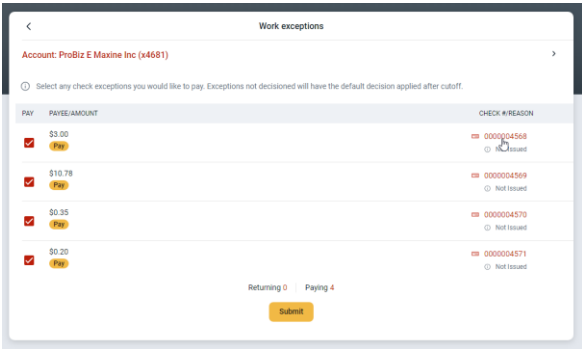 Work exceptions
Account: ProBiz E Maxine Inc (x4681)
Select any check exceptions you would like to pay. Exceptions not decisioned will have the default decision applied after cutoff.
PAY PAYEE/AMOUNT CHECK #/REASON
$3.00 0000004568
Pay Not Issued
$10.78 0000004569
Pay Not Issued
$0.35 0000004570
Pay Not Issued
$0.20 0000004571
Pay Not Issued
Returning 0 Paying 4
Submit